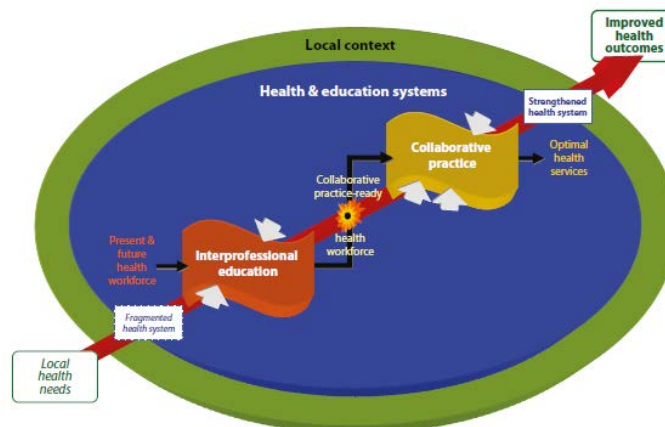 Improved
health
outcomes
Local context
Health & education systems
Strengthened
health system
Collaborative
practice
Optimal
health
services
Collaborative
practice-ready
health
workforce
Present &
future
health
workforce
Interprofessional
education
Fragmented
health system
Local
health
needs